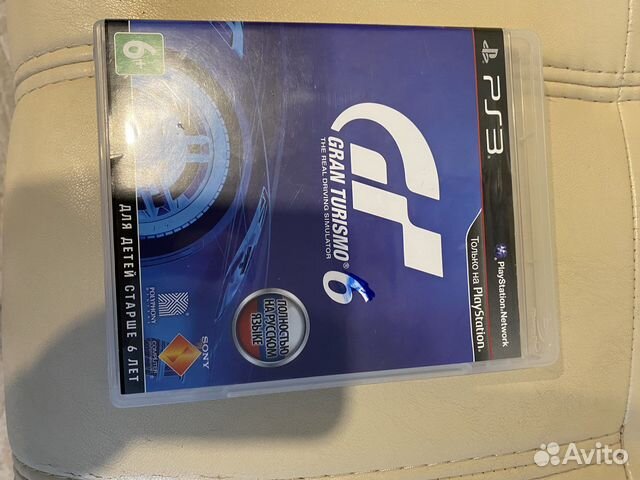 PS3
PlayStation Network
Только на PlayStation.
GRAN TURISMO® 6
THE REAL DRIVING SIMULATOR
ПОЛНОСТЬЮ
НА РУССКОМ
ЯЗЫКЕ
6+
ДЛЯ ДЕТЕЙ СТАРШЕ 6 ЛЕТ
POLYPHONY
SONY
Avito